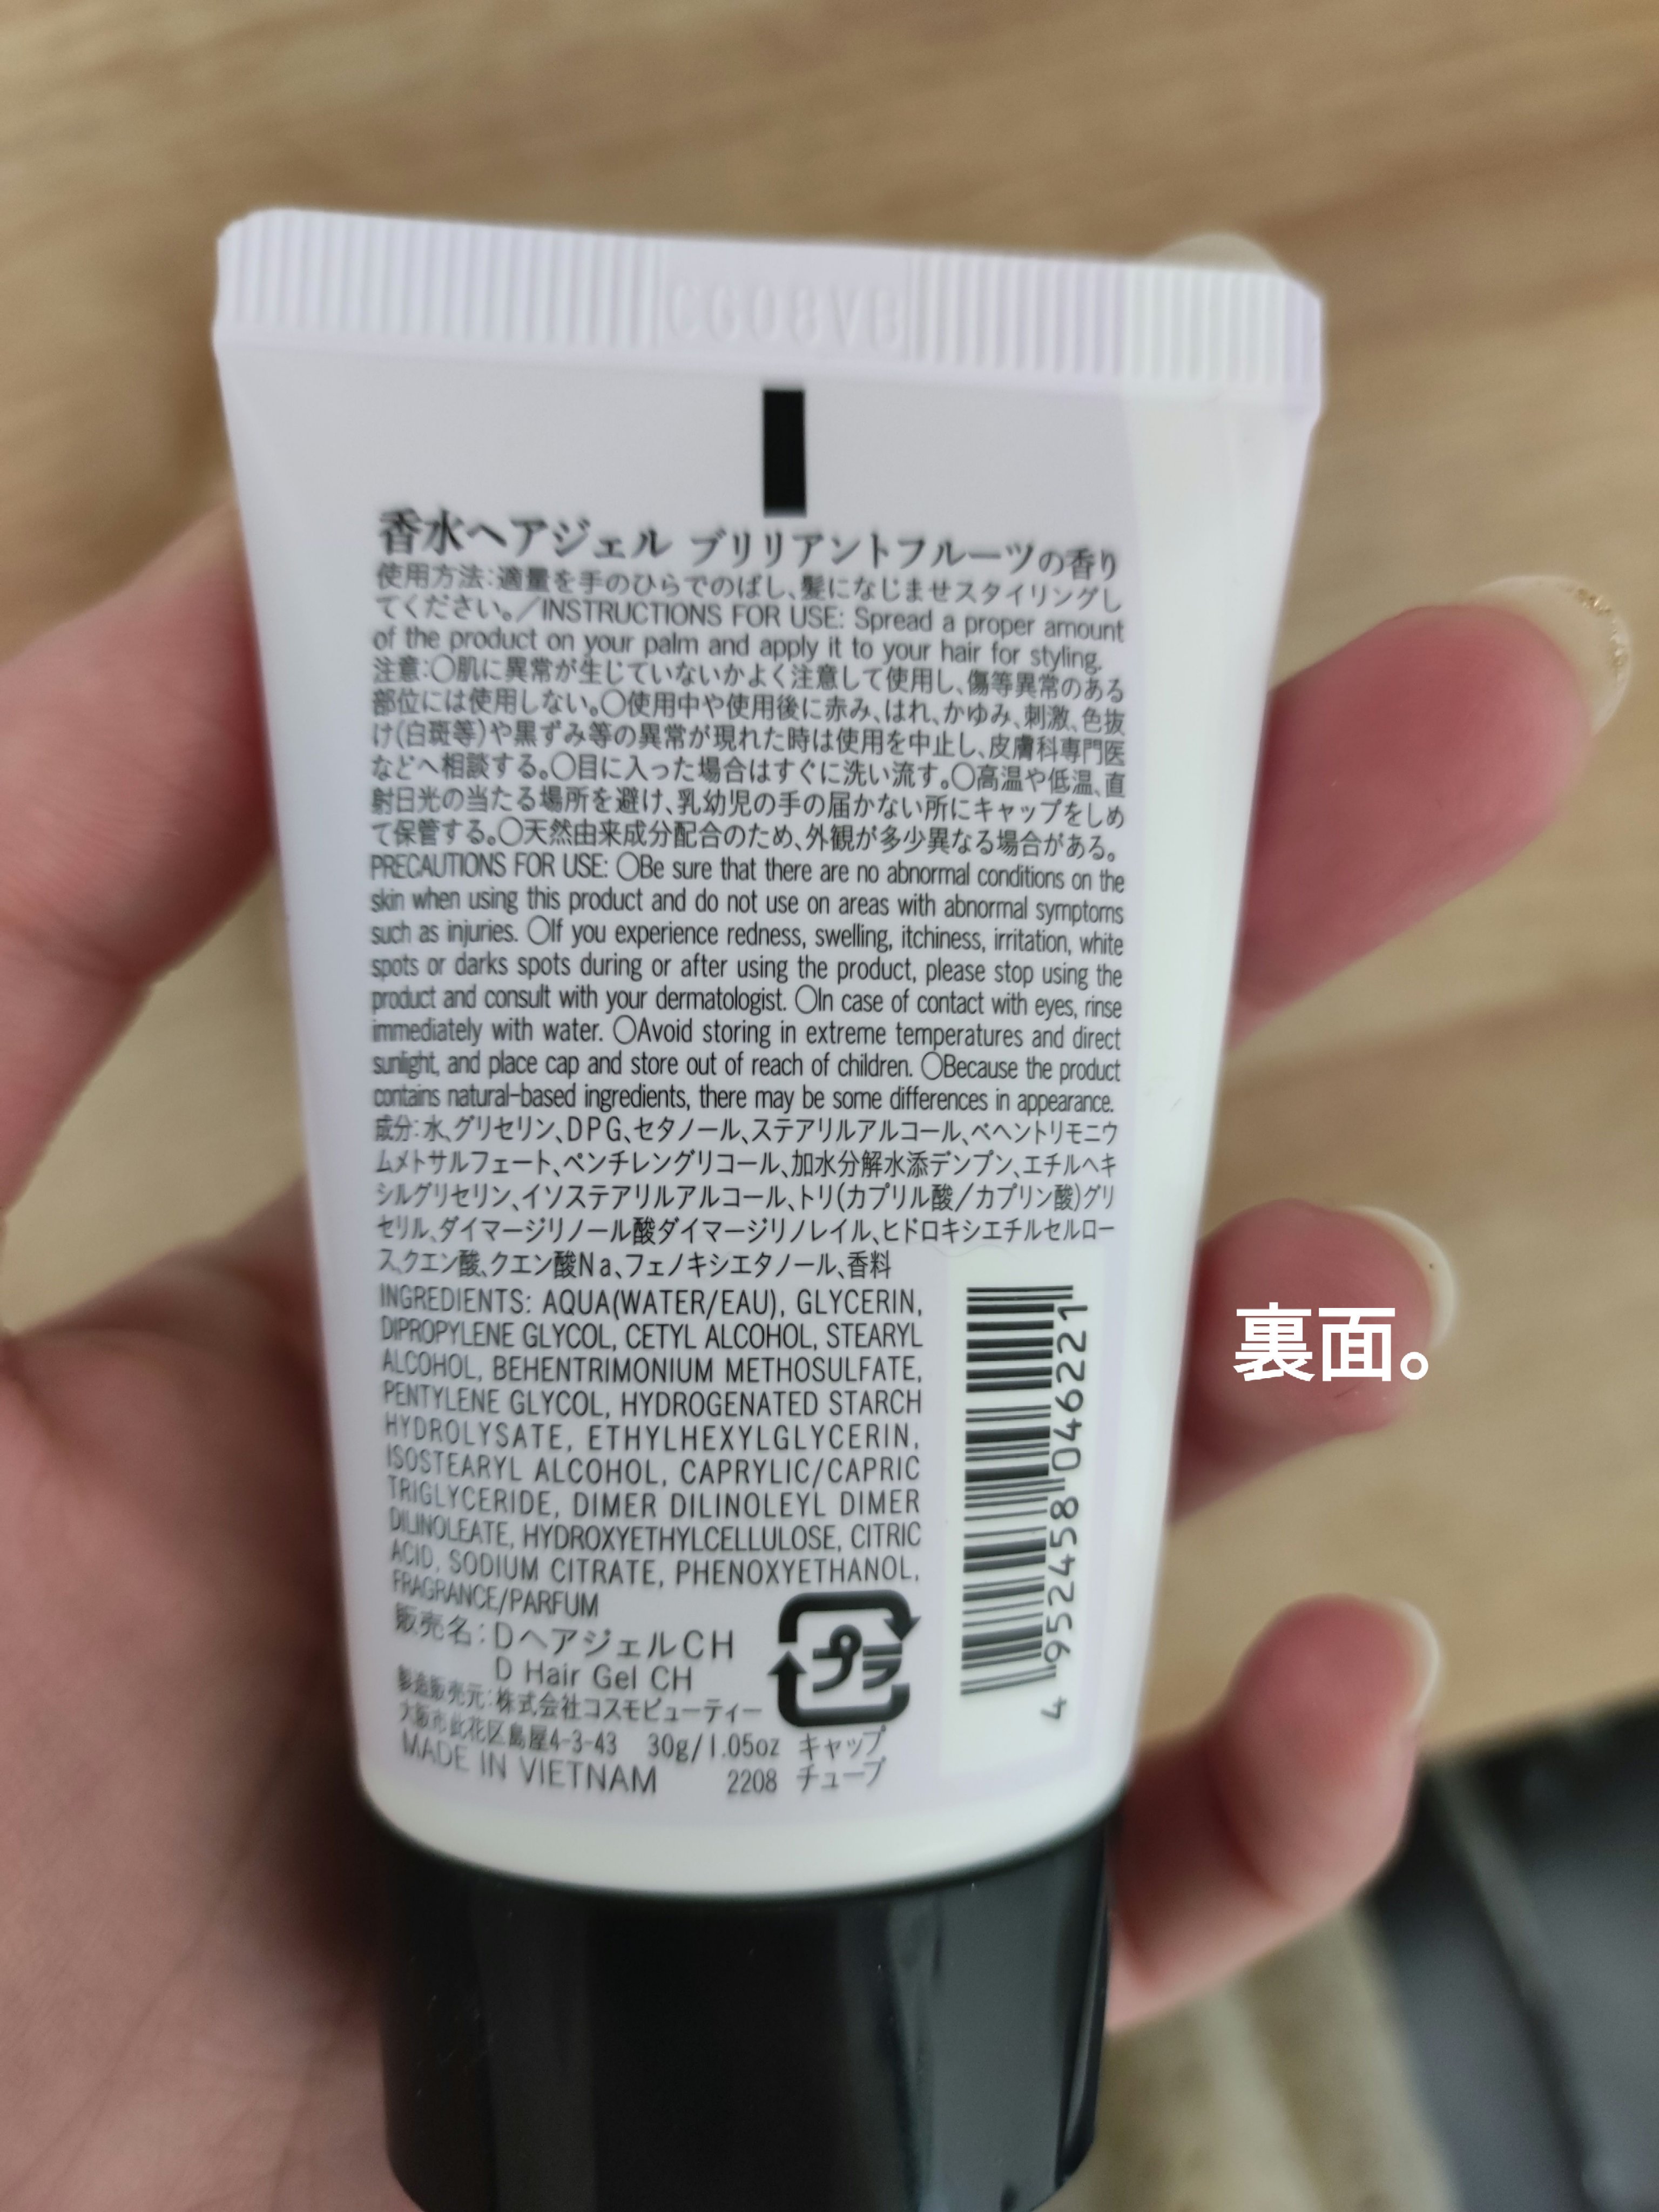 CG08VB
香水ヘアジェル ブリリアントフルーツの香り
使用方法:適量を手のひらでのばし、髪になじませスタイリングし
てください。/INSTRUCTIONS FOR USE: Spread a proper amount
of the product on your palm and apply it to your hair for styling.
注意:○肌に異常が生じていないかよく注意して使用し、傷等異常のある
部位には使用しない。○使用中や使用後に赤み、はれ、かゆみ、刺激、色抜
け(白斑等)や黒ずみ等の異常が現れた時は使用を中止し、皮膚科専門医
などへ相談する。○目に入った場合はすぐに洗い流す。○高温や低温、直
射日光の当たる場所を避け、乳幼児の手の届かない所にキャップをしめ
て保管する。○天然由来成分配合のため、外観が多少異なる場合がある。
PRECAUTIONS FOR USE: ○Be sure that there are no abnormal conditions on the
skin when using this product and do not use on areas with abnormal symptoms
such as injuries. ○If you experience redness, swelling, itchiness, irritation, white
spots or darks spots during or after using the product, please stop using the
product and consult with your dermatologist. ○In case of contact with eyes, rinse
immediately with water. ○Avoid storing in extreme temperatures and direct
sunlight, and place cap and store out of reach of children. ○Because the product
contains natural-based ingredients, there may be some differences in appearance.
成分:水、グリセリン、DPG、セタノール、ステアリルアルコール、ベヘントリモニウ
ムメトサルフェート、ペンチレングリコール、加水分解水添デンプン、エチルヘキ
シルグリセリン、イソステアリルアルコール、トリ(カプリル酸/カプリン酸)グリ
セリル、ダイマージリノール酸ダイマージリノレイル、ヒドロキシエチルセルロー
ス、クエン酸、クエン酸Na、フェノキシエタノール、香料
INGREDIENTS: AQUA(WATER/EAU), GLYCERIN,
DIPROPYLENE GLYCOL, CETYL ALCOHOL, STEARYL
ALCOHOL, BEHENTRIMONIUM METHOSULFATE,
PENTYLENE GLYCOL, HYDROGENATED STARCH
HYDROLYSATE, ETHYLHEXYLGLYCERIN,
ISOSTEARYL ALCOHOL, CAPRYLIC/CAPRIC
TRIGLYCERIDE, DIMER DILINOLEYL DIMER
DILINOLEATE, HYDROXYETHYLCELLULOSE, CITRIC
ACID, SODIUM CITRATE, PHENOXYETHANOL,
FRAGRANCE/PARFUM
販売名:DヘアジェルCH
D Hair Gel CH
製造販売元:株式会社コスモビューティー
大阪市此花区島屋4-3-43 30g/1.05oz
MADE IN VIETNAM 2208
プラ
キャップ
チューブ
4 952458 046221
裏面。